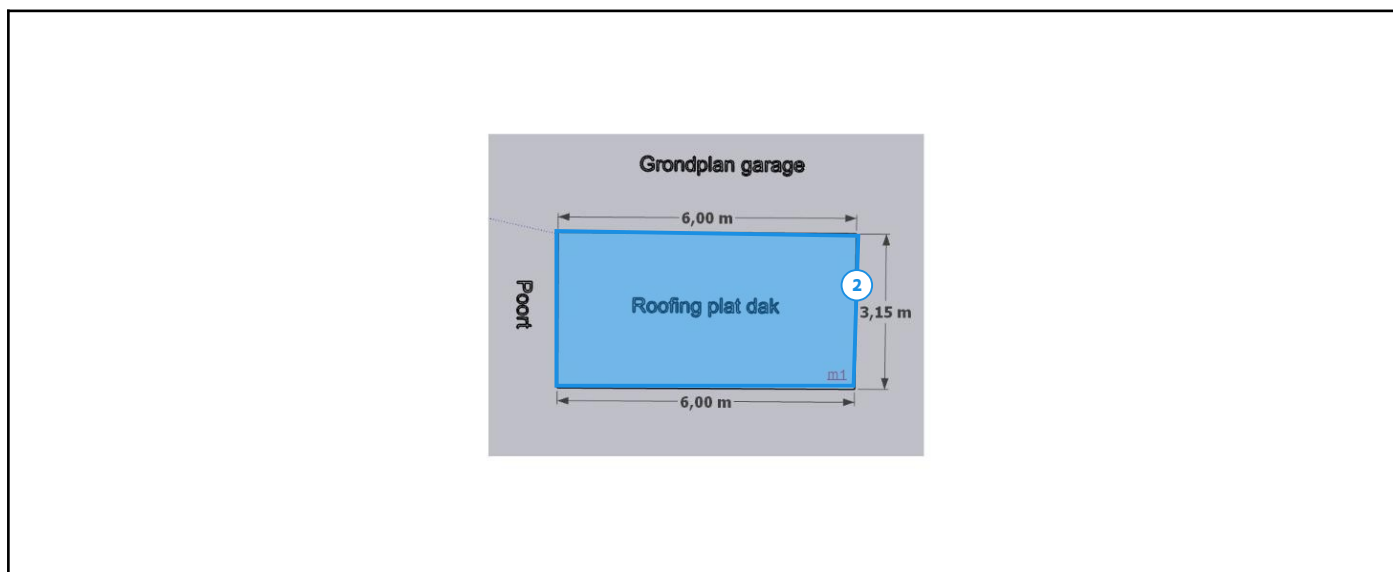 Grondplan garage
6,00 m
Poort
2
Roofing plat dak
3,15 m
m1
6,00 m